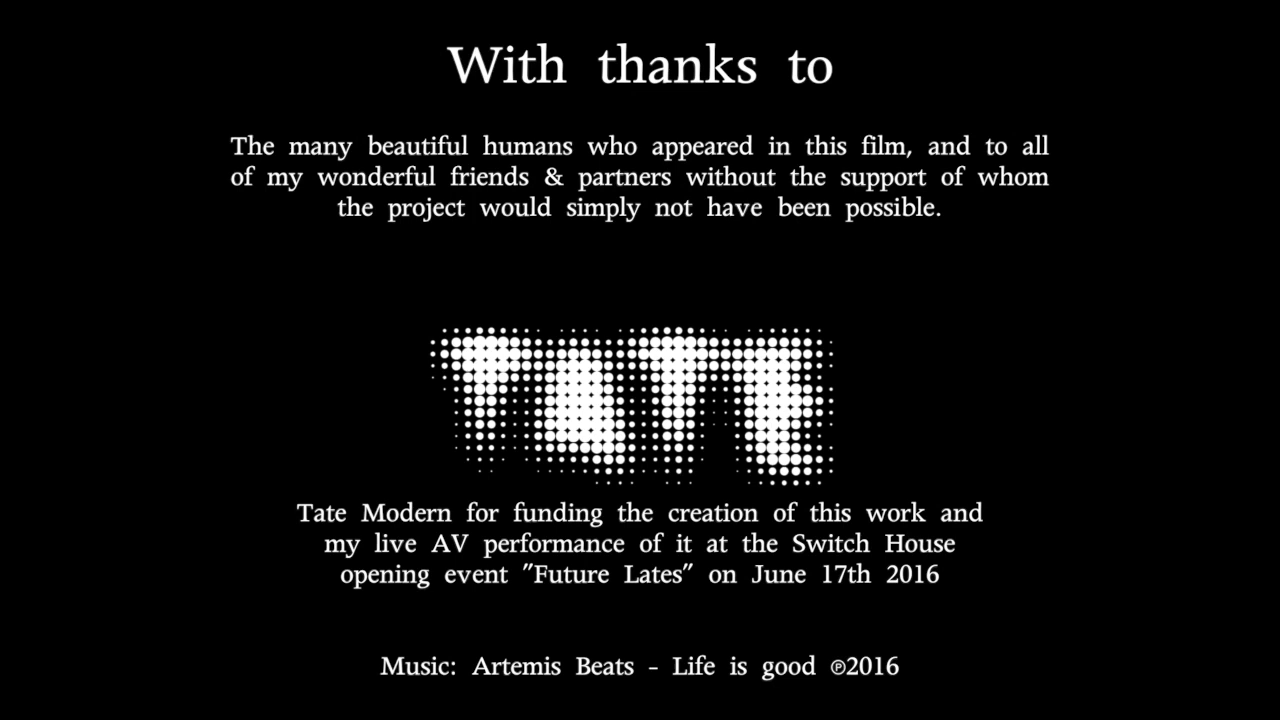 With thanks to
The many beautiful humans who appeared in this film, and to all
of my wonderful friends & partners without the support of whom
the project would simply not have been possible.
TATE
Tate Modern for funding the creation of this work and
my live AV performance of it at the Switch House
opening event "Future Lates" on June 17th 2016
Music: Artemis Beats - Life is good ℗2016